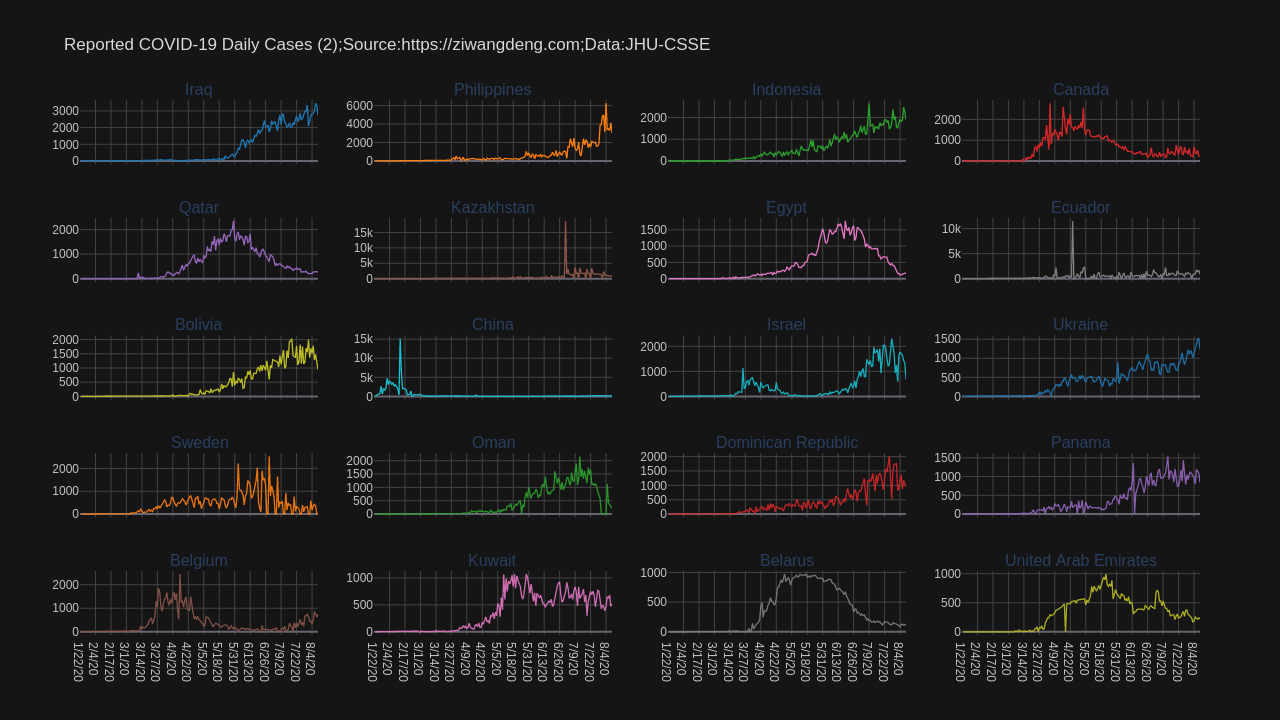 Reported COVID-19 Daily Cases (2);Source:https://ziwangdeng.com;Data:JHU-CSSE
Iraq Philippines Indonesia Canada
3000 2000 1000 0
6000 4000 2000 0
2000 1000 0
2000 1000 0
Qatar Kazakhstan Egypt Ecuador
2000 1000 0
15k 10k 5k 0
1500 1000 500 0
10k 5k 0
Bolivia China Israel Ukraine
2000 1500 1000 500 0
15k 10k 5k 0
2000 1000 0
1500 1000 500 0
Sweden Oman Dominican Republic Panama
2000 1000 0
2000 1500 1000 500 0
2000 1500 1000 500 0
1500 1000 500 0
Belgium Kuwait Belarus United Arab Emirates
2000 1000 0
1000 500 0
1000 500 0
1000 500 0
1/22/20 2/4/20 2/17/20 3/1/20 3/14/20 3/27/20 4/9/20 4/22/20 5/5/20 5/18/20 5/31/20 6/13/20 6/26/20 7/9/20 7/22/20 8/4/20
1/22/20 2/4/20 2/17/20 3/1/20 3/14/20 3/27/20 4/9/20 4/22/20 5/5/20 5/18/20 5/31/20 6/13/20 6/26/20 7/9/20 7/22/20 8/4/20
1/22/20 2/4/20 2/17/20 3/1/20 3/14/20 3/27/20 4/9/20 4/22/20 5/5/20 5/18/20 5/31/20 6/13/20 6/26/20 7/9/20 7/22/20 8/4/20
1/22/20 2/4/20 2/17/20 3/1/20 3/14/20 3/27/20 4/9/20 4/22/20 5/5/20 5/18/20 5/31/20 6/13/20 6/26/20 7/9/20 7/22/20 8/4/20